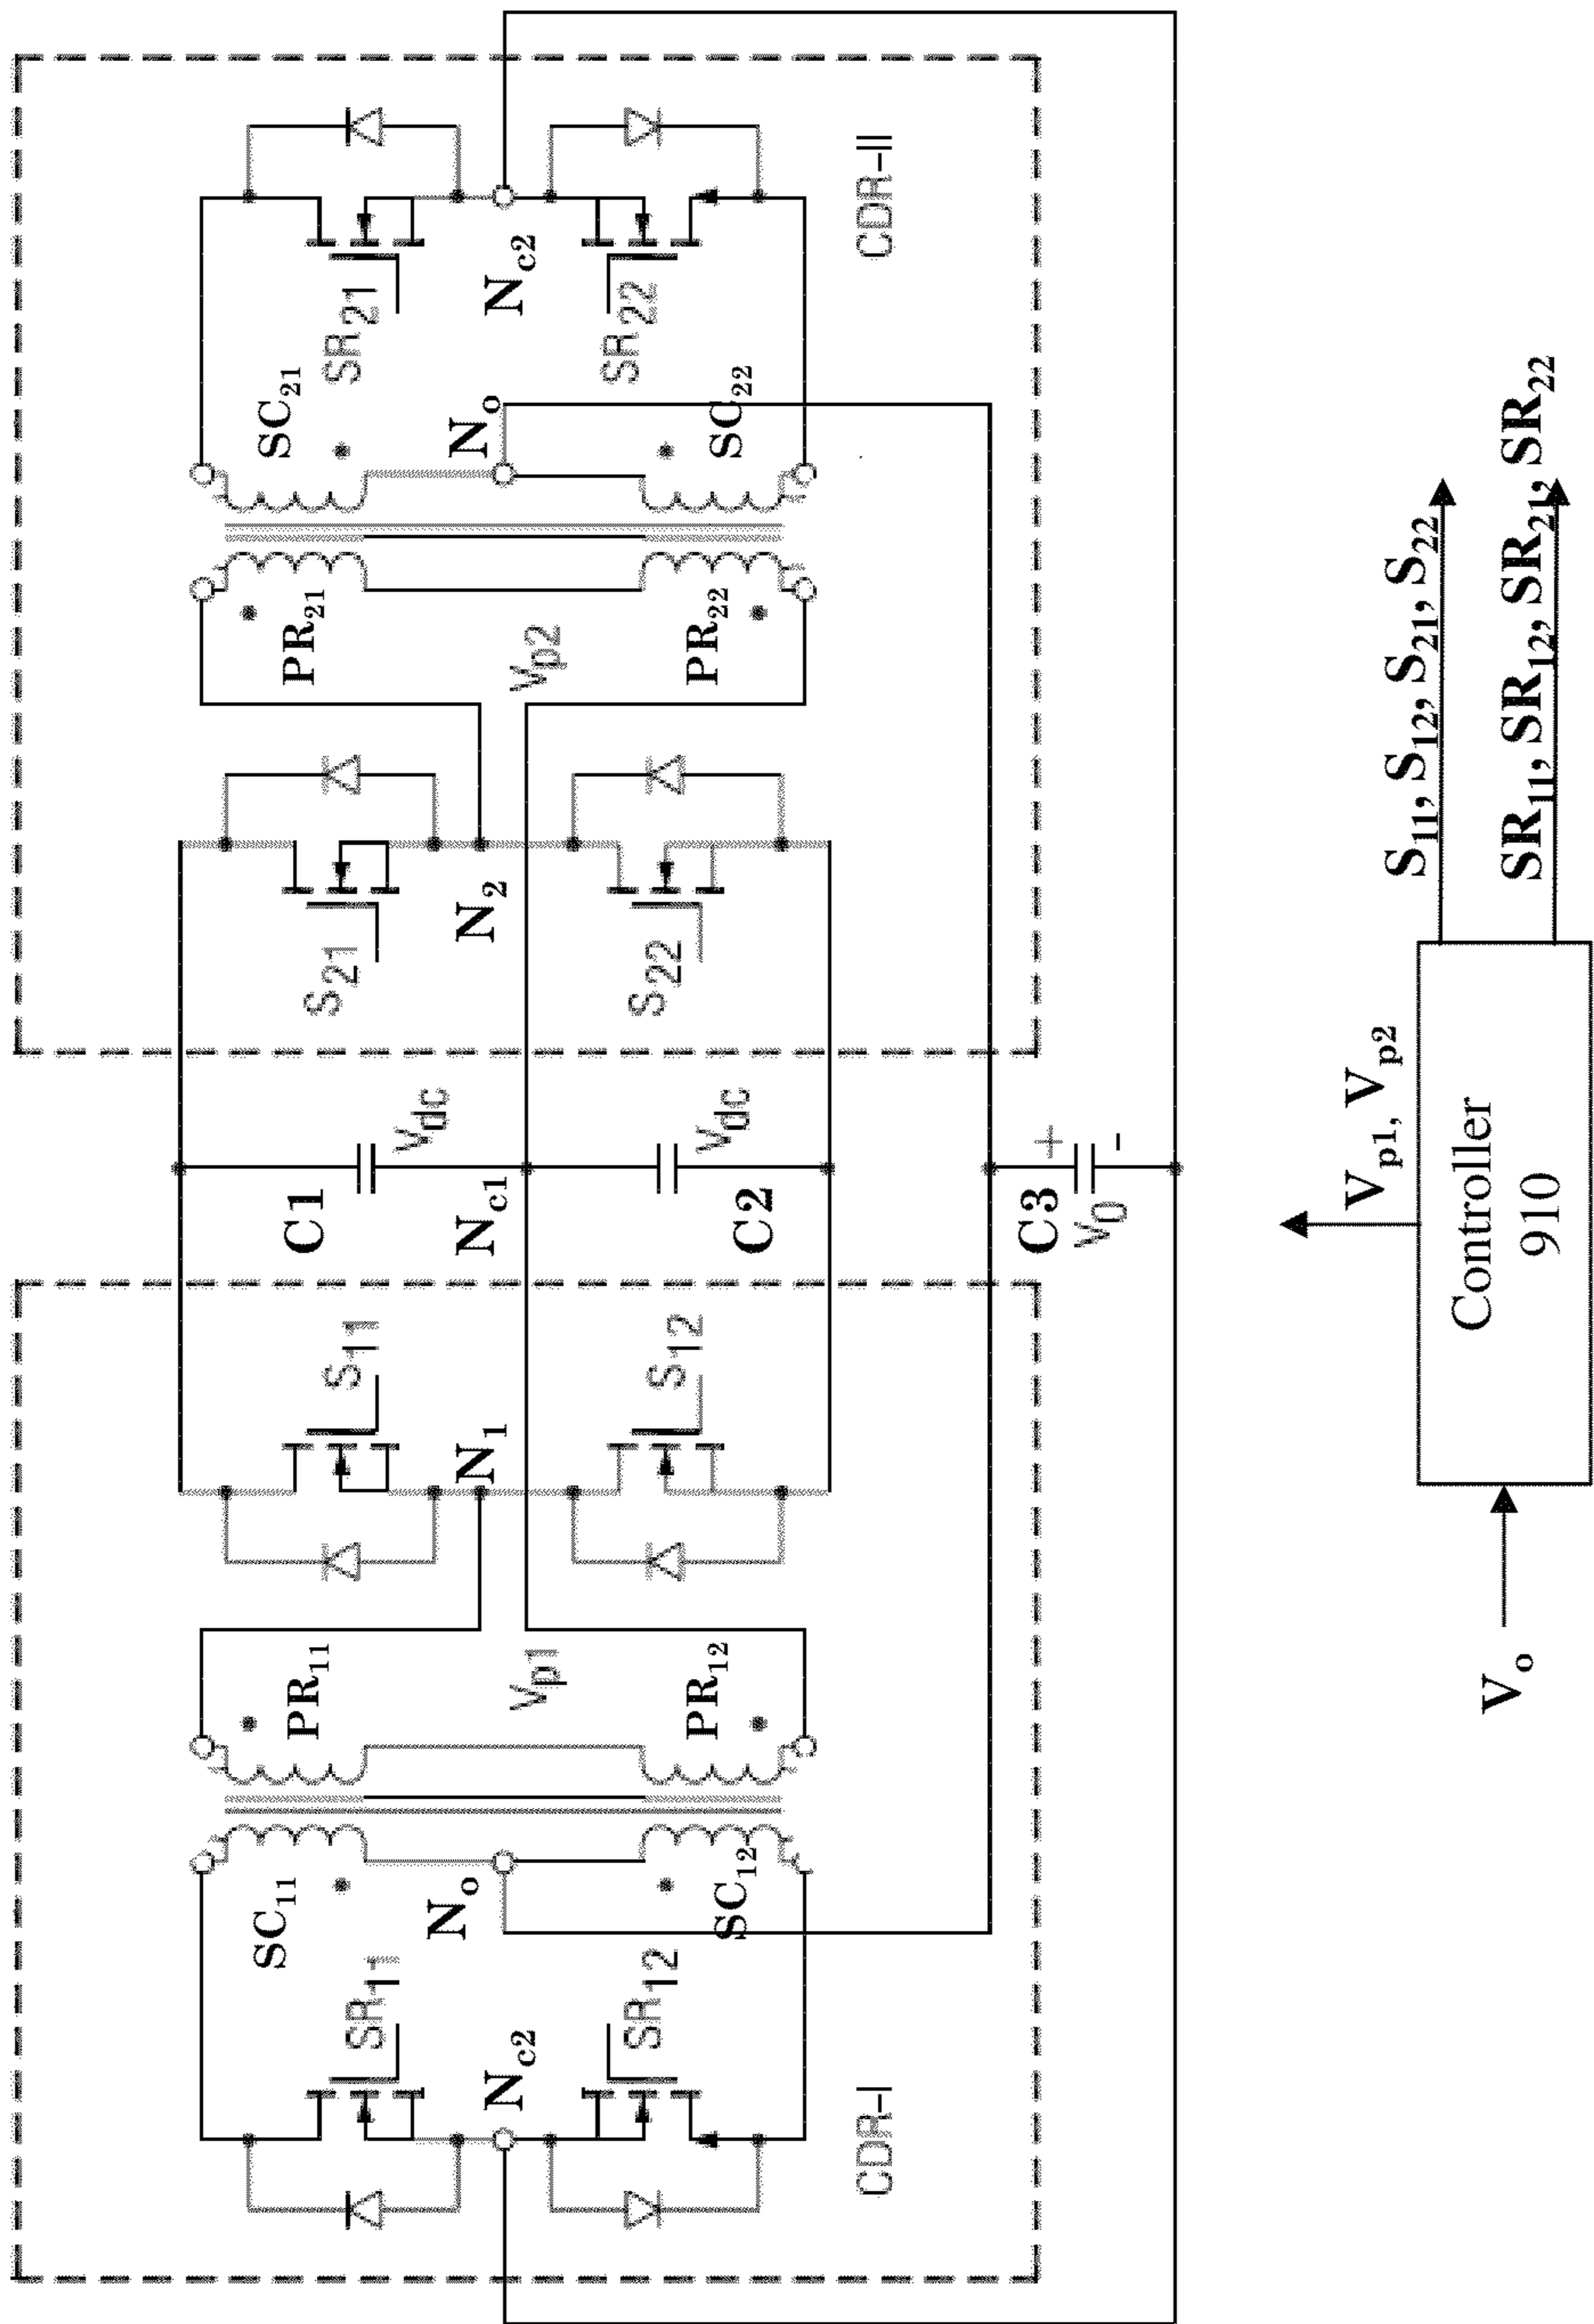 SC11
PR11
S11
C1
Vdc
S21
PR21
SC21
SR21
SR11
Nc2
No
Vp1
N1
Nc1
N2
Vp2
No
Nc2
SR12
SC12
PR12
S12
C2
Vdc
S22
PR22
SC22
SR22
CDR-I
CDR-II
C3
V0
+
-
Vp1, Vp2
Vo
Controller
910
S11, S12, S21, S22
SR11, SR12, SR21, SR22